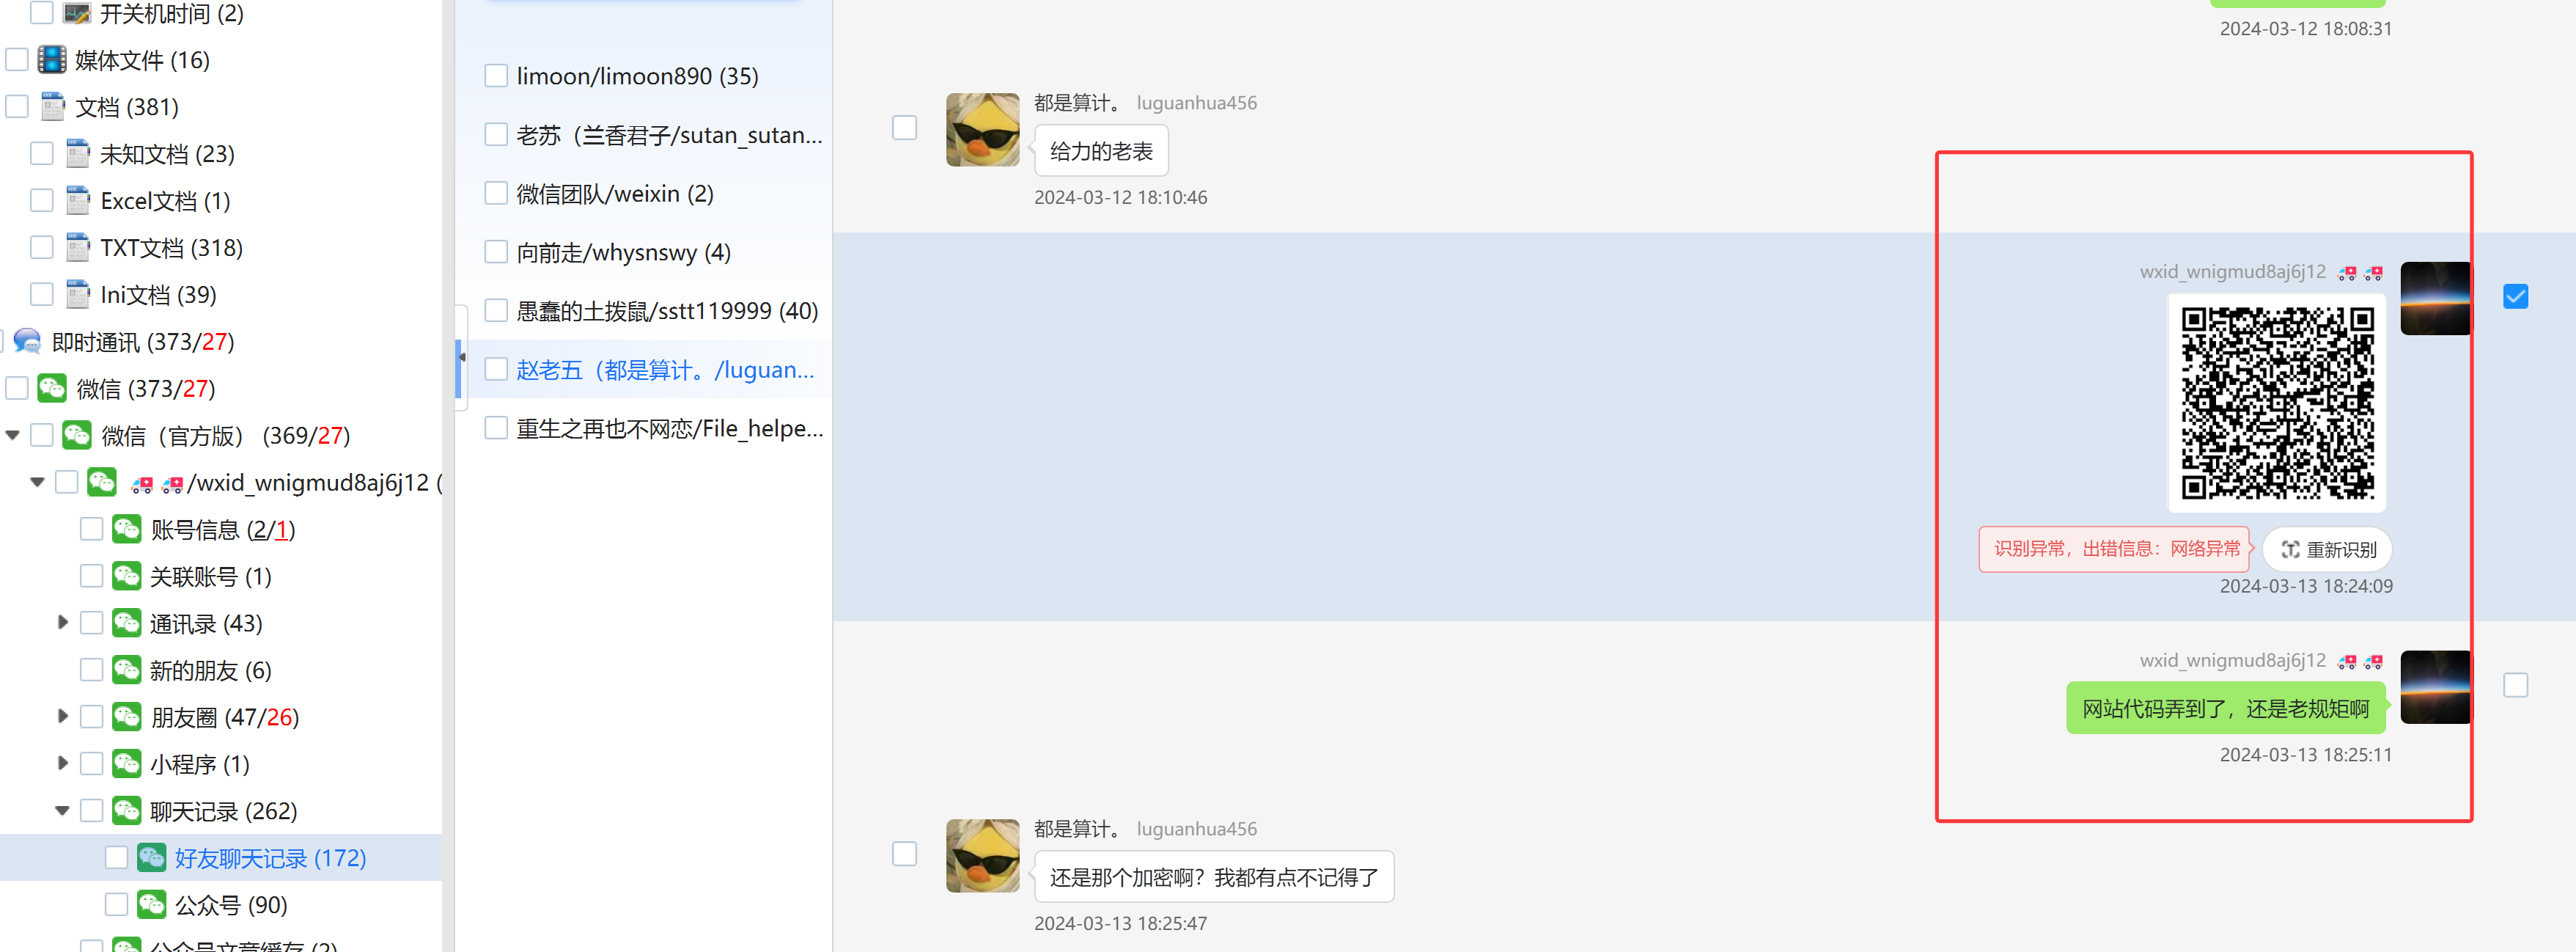 开关机时间 (2)
媒体文件 (16)
文档 (381)
未知文档 (23)
Excel文档 (1)
TXT文档 (318)
Ini文档 (39)
即时通讯 (373/27)
微信 (373/27)
微信（官方版） (369/27)
/wxid_wnigmud8aj6j12 (
账号信息 (2/1)
关联账号 (1)
通讯录 (43)
新的朋友 (6)
朋友圈 (47/26)
小程序 (1)
聊天记录 (262)
好友聊天记录 (172)
公众号 (90)
公众号文章缓存 (2)
limoon/limoon890 (35)
老苏（兰香君子/sutan_sutan...
微信团队/weixin (2)
向前走/whysnswy (4)
愚蠢的土拨鼠/sstt119999 (40)
赵老五（都是算计。/luguan...
重生之再也不网恋/File_helpe...
2024-03-12 18:08:31
都是算计。 luguanhua456
给力的老表
2024-03-12 18:10:46
wxid_wnigmud8aj6j12
识别异常，出错信息：网络异常 重新识别
2024-03-13 18:24:09
wxid_wnigmud8aj6j12
网站代码弄到了，还是老规矩啊
2024-03-13 18:25:11
都是算计。 luguanhua456
还是那个加密啊？我都有点不记得了
2024-03-13 18:25:47